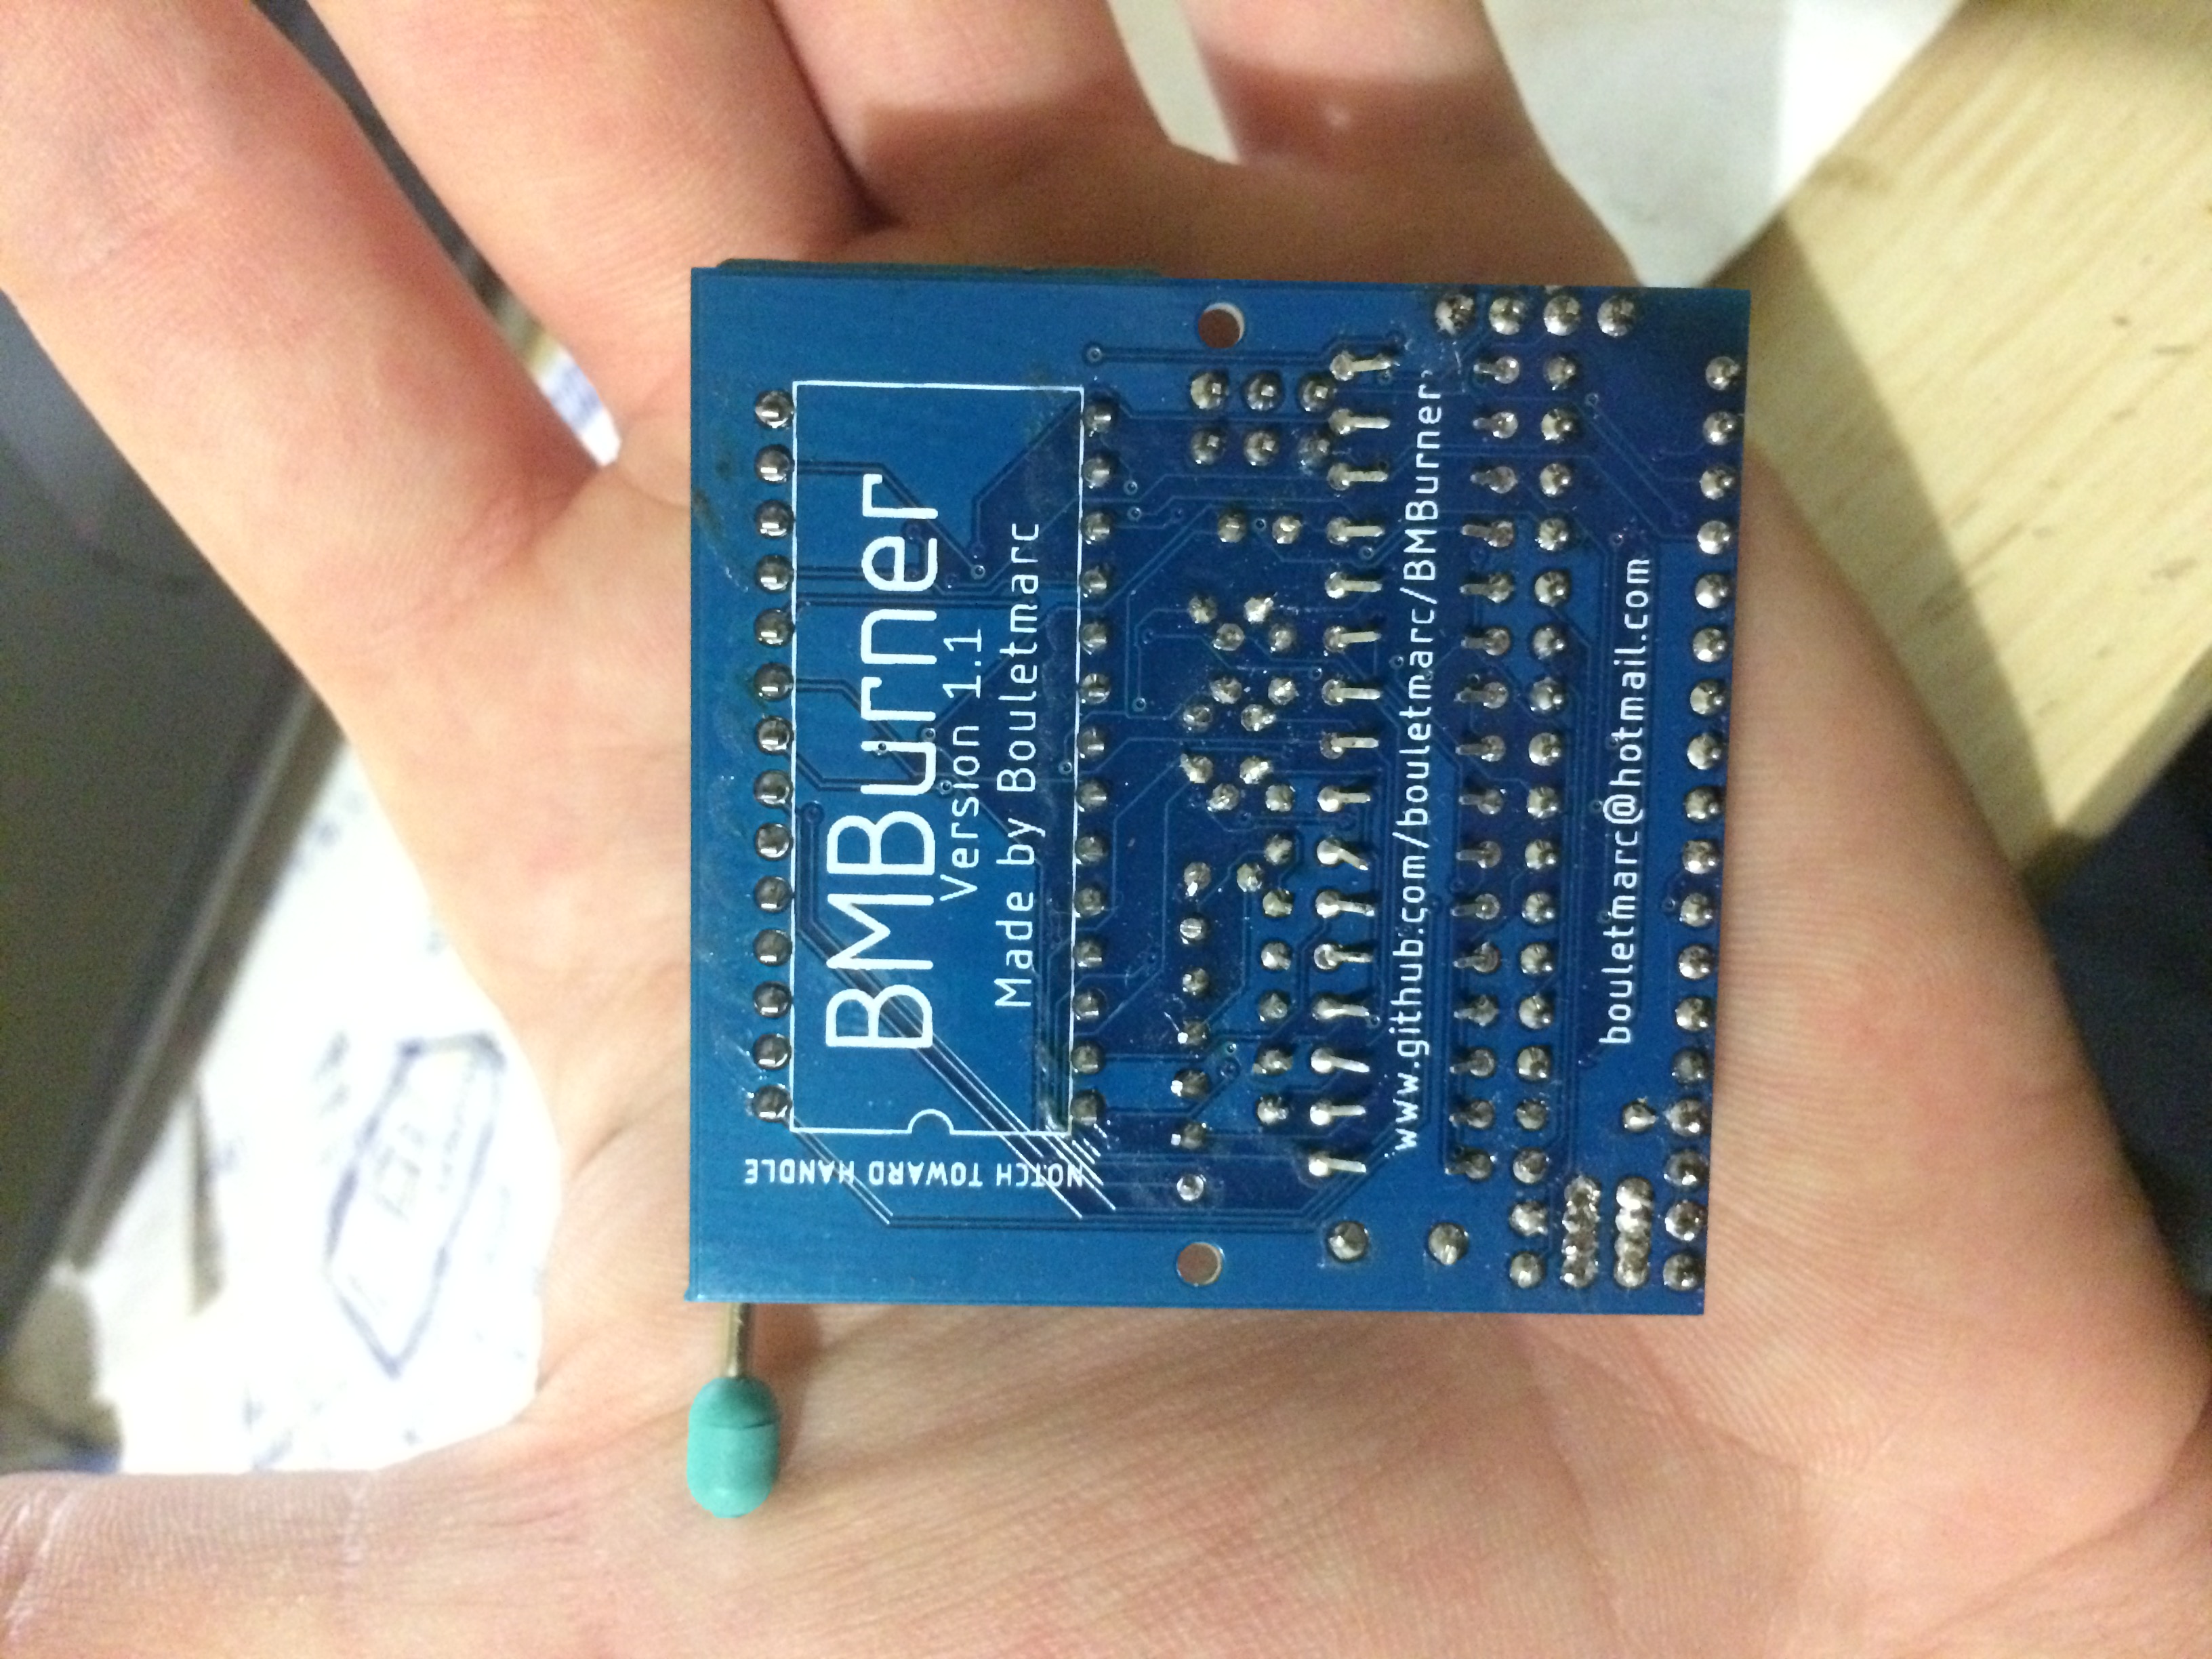 NOTCH TOWARD HANDLE
BMBurner
Version 1.1
Made by Bouletmarc
www.github.com/bouletmarc/BMBurner
bouletmarc@hotmail.com